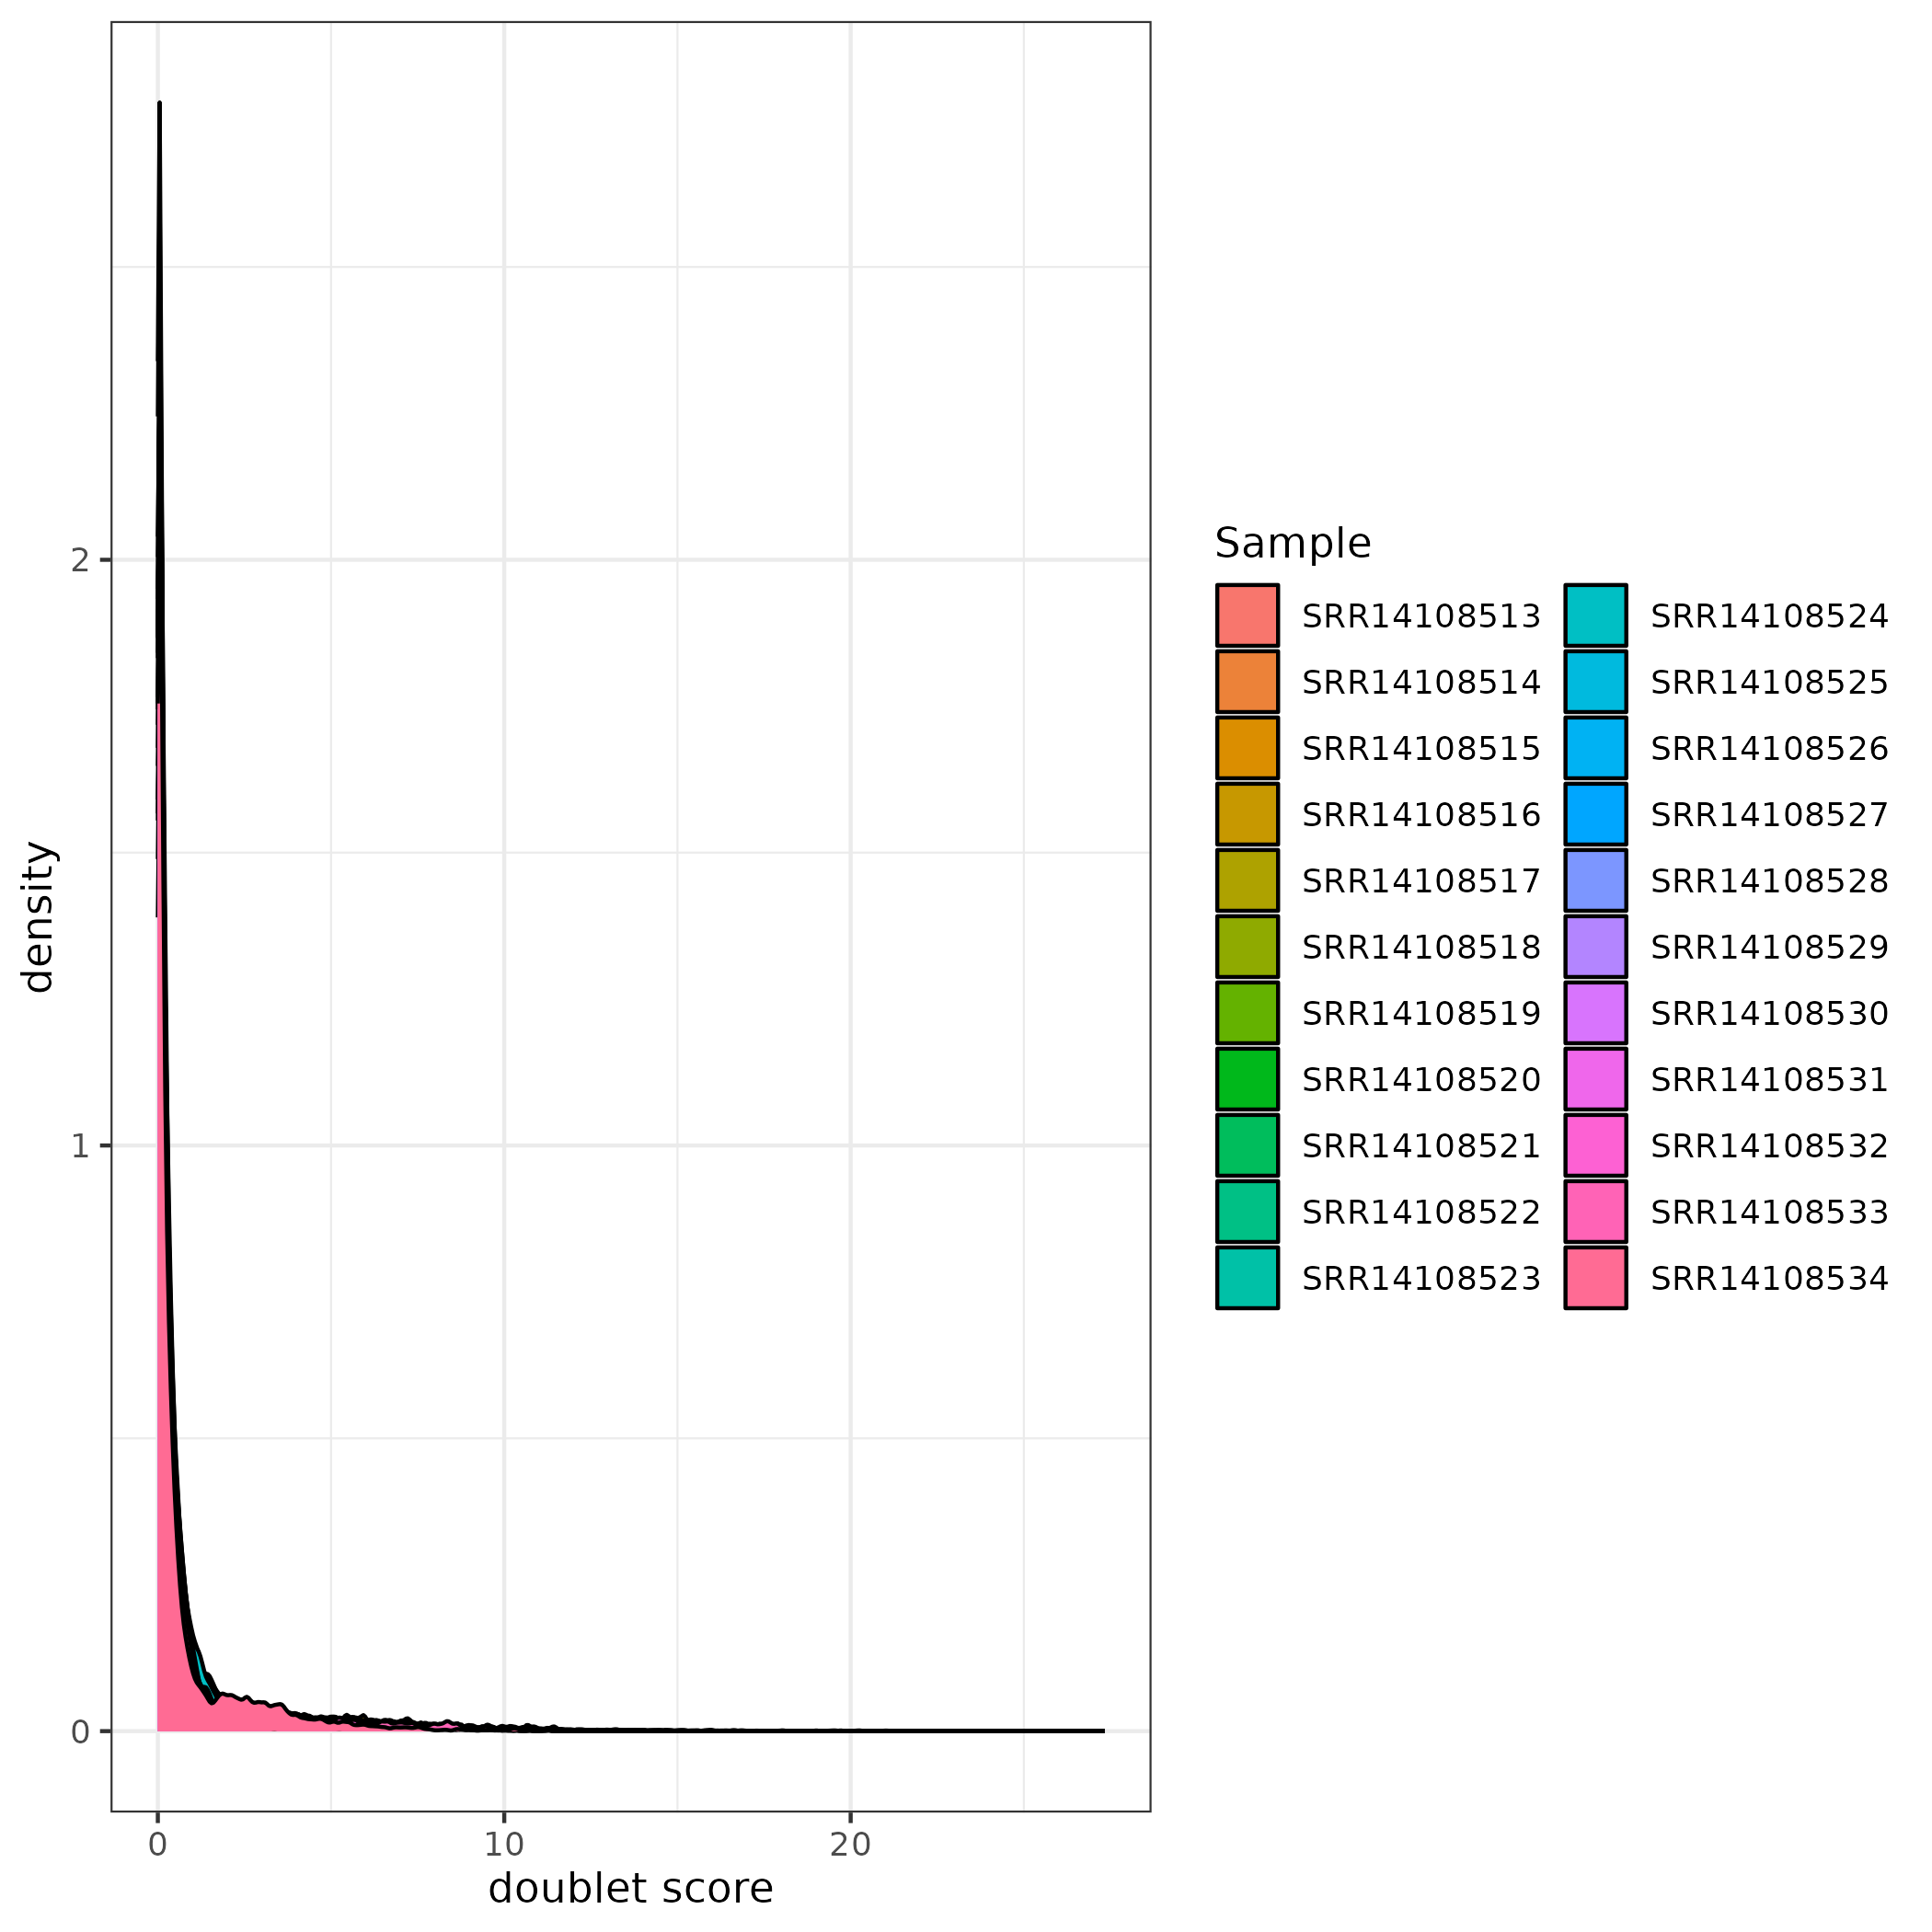 density
2
1
0
0 10 20
doublet score
Sample
SRR14108513 SRR14108524
SRR14108514 SRR14108525
SRR14108515 SRR14108526
SRR14108516 SRR14108527
SRR14108517 SRR14108528
SRR14108518 SRR14108529
SRR14108519 SRR14108530
SRR14108520 SRR14108531
SRR14108521 SRR14108532
SRR14108522 SRR14108533
SRR14108523 SRR14108534